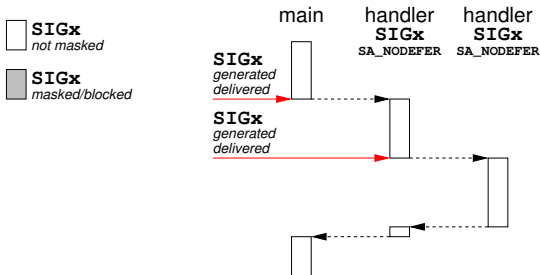 SIGx
not masked
SIGx
masked/blocked
main
handler
SIGx
SA_NODEFER
handler
SIGx
SA_NODEFER
SIGx
generated
delivered
SIGx
generated
delivered